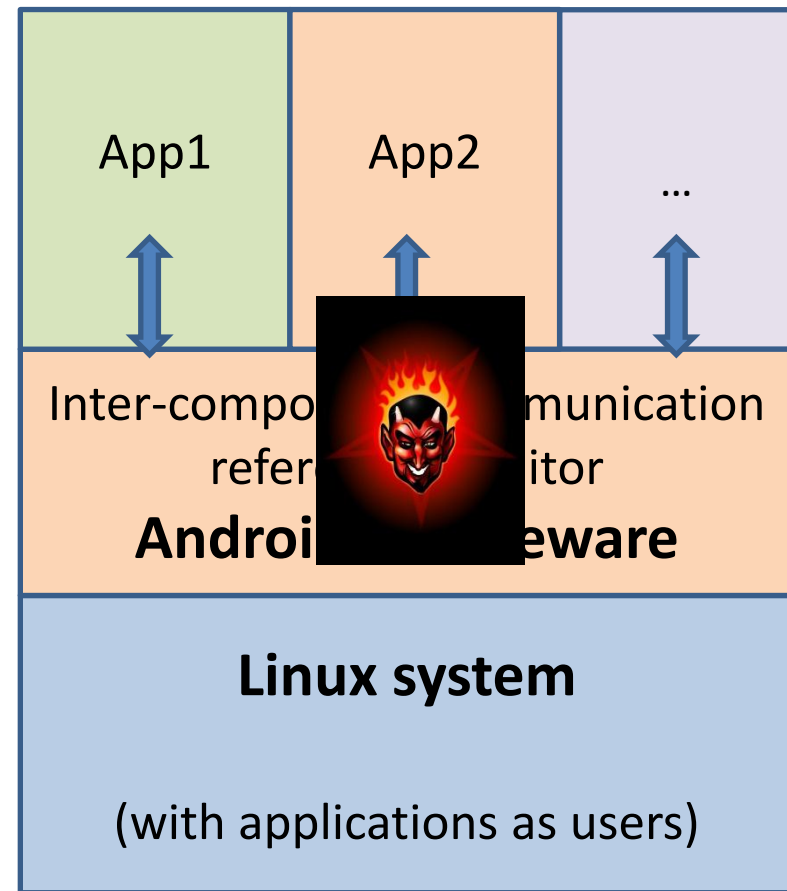 App1
App2
…
Inter-compo munication
refer itor
Androi eware
Linux system
(with applications as users)